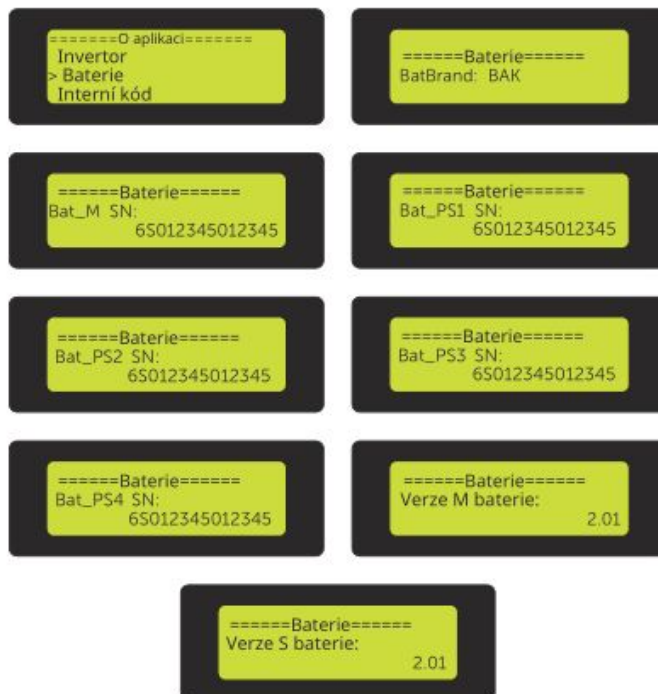 =======O aplikaci=======
Invertor
> Baterie
Interní kód
======Baterie======
BatBrand: BAK
======Baterie======
Bat_M SN:
6S012345012345
======Baterie======
Bat_PS1 SN:
6S012345012345
======Baterie======
Bat_PS2 SN:
6S012345012345
======Baterie======
Bat_PS3 SN:
6S012345012345
======Baterie======
Bat_PS4 SN:
6S012345012345
======Baterie======
Verze M baterie:
2.01
======Baterie======
Verze S baterie:
2.01